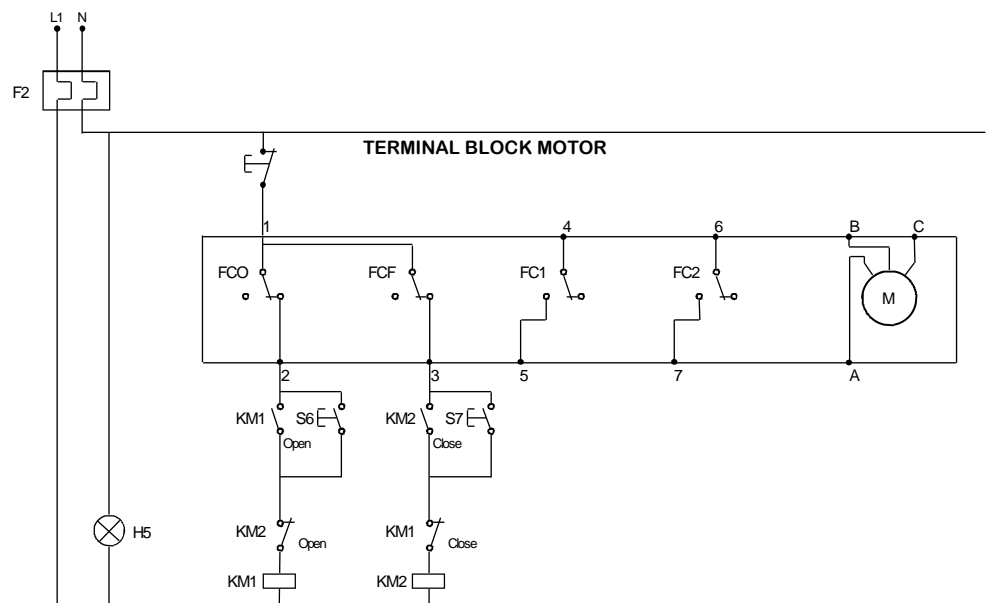 L1 N
F2
TERMINAL BLOCK MOTOR
1 4 6 B C
FCO FCF FC1 FC2 M
2 3 5 7 A
KM1 S6 KM2 S7
Open Close
H5 KM2 KM1
Open Close
KM1 KM2